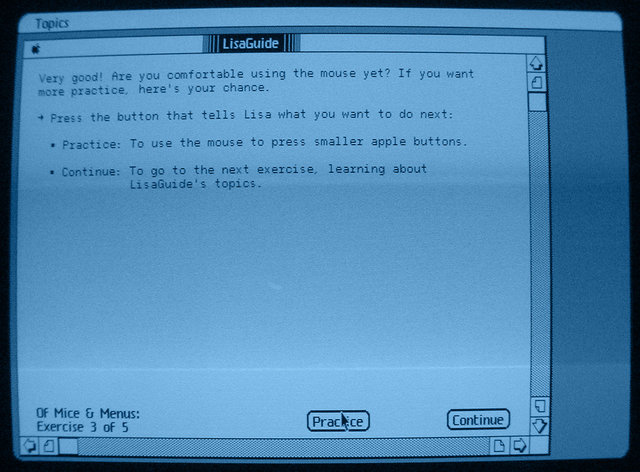 Topics
LisaGuide
Very good! Are you comfortable using the mouse yet? If you want
more practice, here's your chance.
→ Press the button that tells Lisa what you want to do next:
• Practice: To use the mouse to press smaller apple buttons.
• Continue: To go to the next exercise, learning about
LisaGuide's topics.
Of Mice & Menus:
Exercise 3 of 5
Practice
Continue